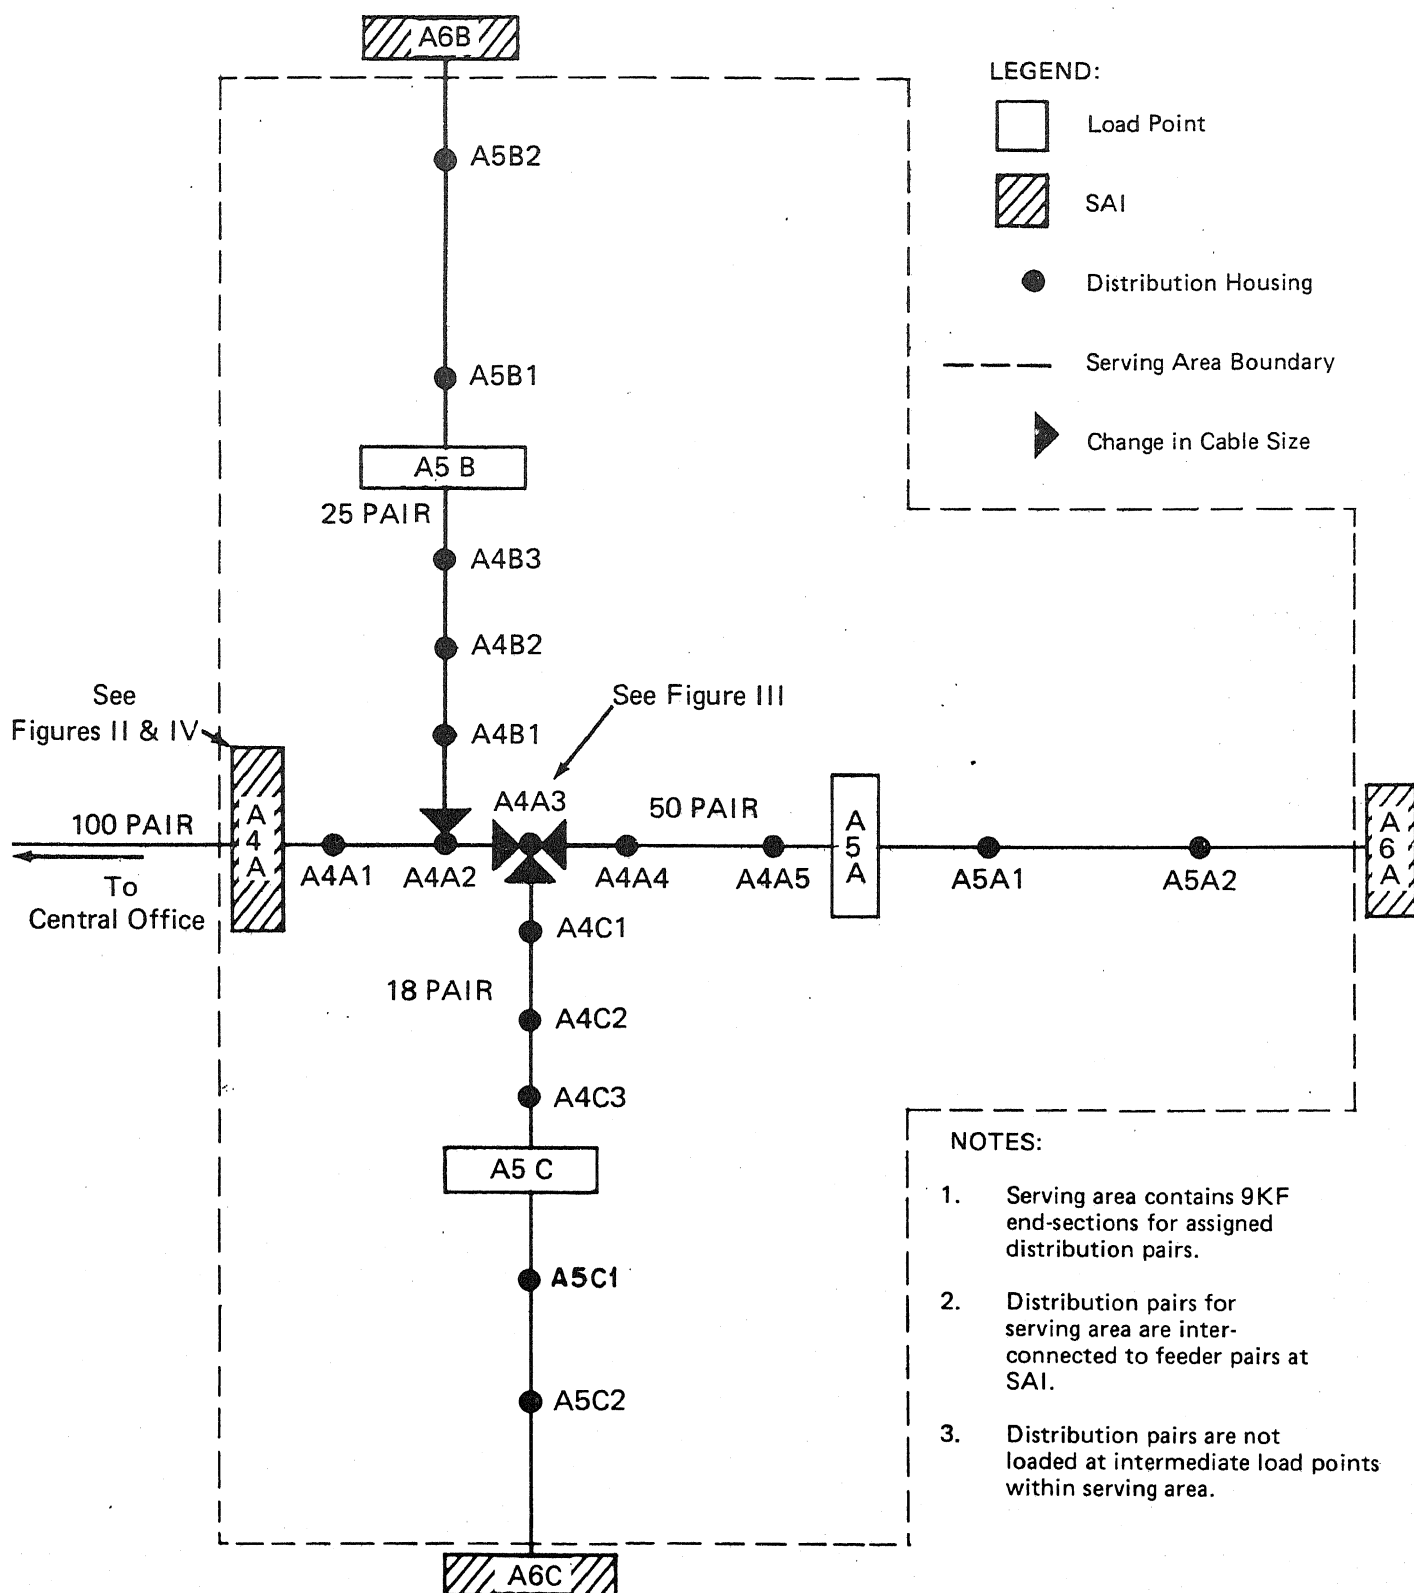 A6B
LEGEND:
Load Point
A5B2
SAI
Distribution Housing
Serving Area Boundary
A5B1
Change in Cable Size
A5 B
25 PAIR
A4B3
A4B2
See
Figures II & IV
See Figure III
A4B1
A4A3
50 PAIR
100 PAIR
A
4
A
A
5
A
A
6
A
A4A1
A4A2
A4A4
A4A5
A5A1
A5A2
To
Central Office
A4C1
18 PAIR
A4C2
A4C3
A5 C
A5C1
A5C2
A6C
NOTES:
1. Serving area contains 9KF
end-sections for assigned
distribution pairs.
2. Distribution pairs for
serving area are inter-
connected to feeder pairs at
SAI.
3. Distribution pairs are not
loaded at intermediate load points
within serving area.